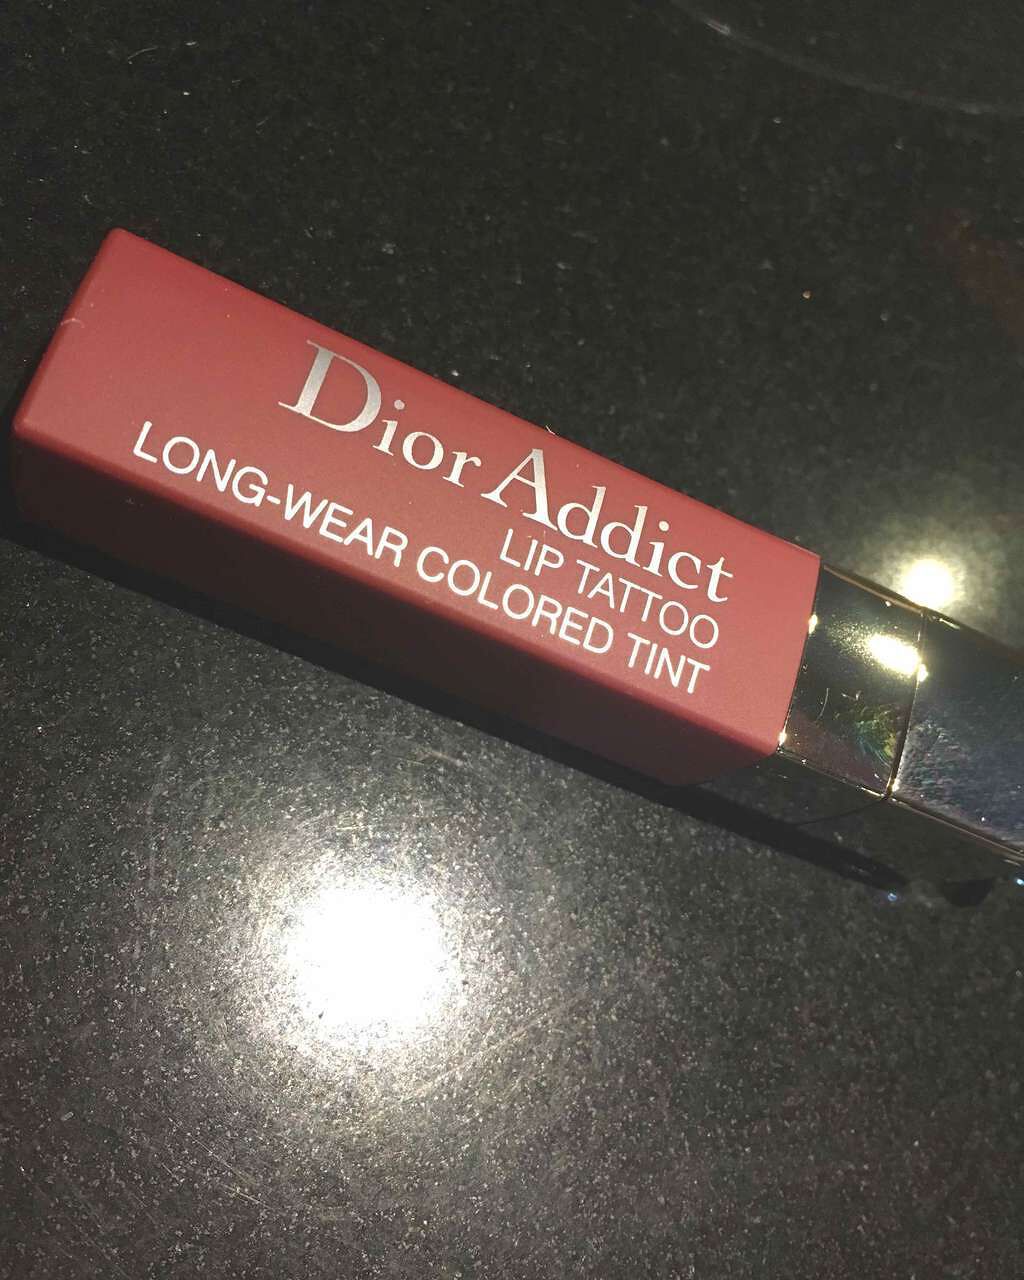 Dior Addict
LIP TATTOO
LONG-WEAR COLORED TINT